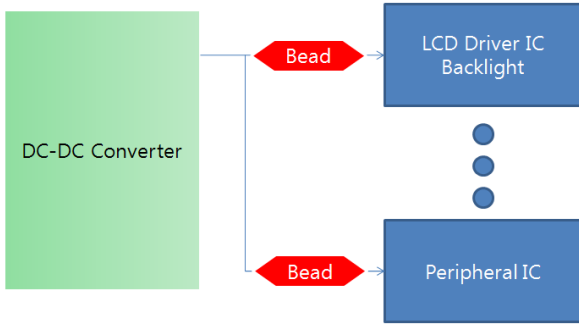 DC-DC Converter
Bead
LCD Driver IC
Backlight
Bead
Peripheral IC